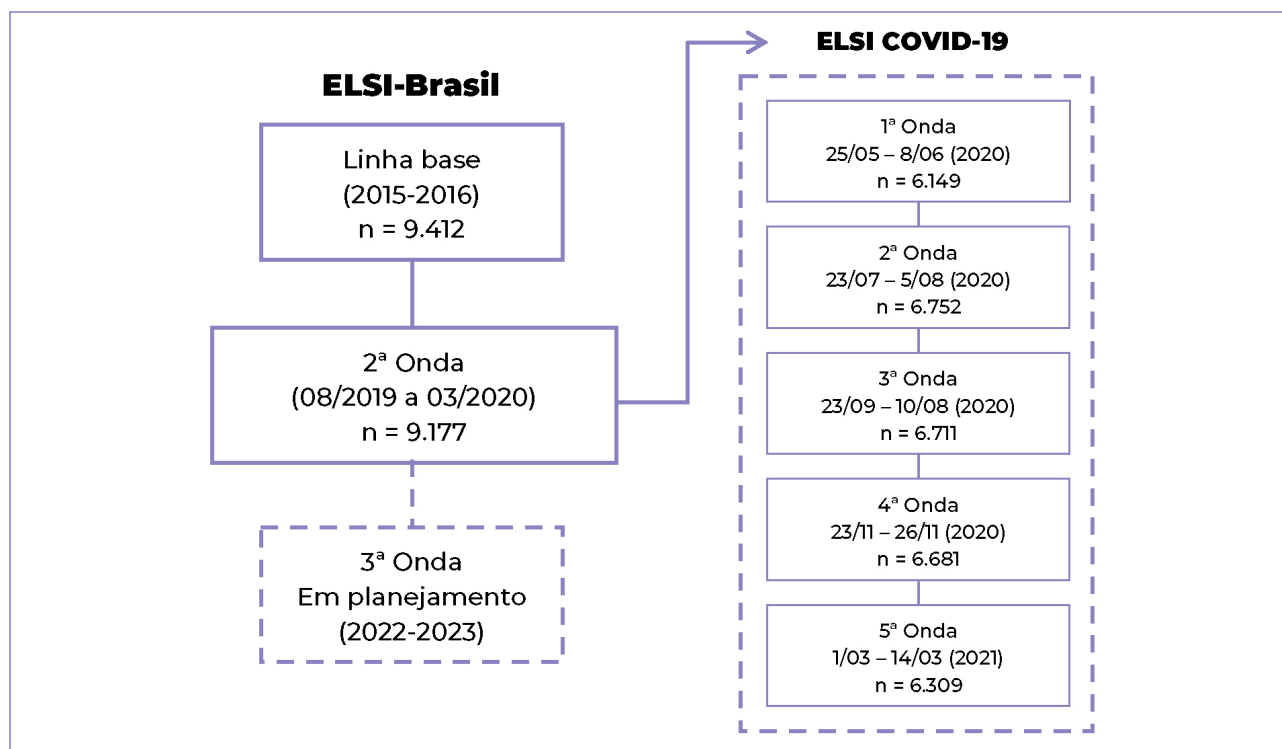 ELSI-Brasil
Linha base
(2015-2016)
n = 9.412
2ª Onda
(08/2019 a 03/2020)
n = 9.177
3ª Onda
Em planejamento
(2022-2023)
ELSI COVID-19
1ª Onda
25/05 – 8/06 (2020)
n = 6.149
2ª Onda
23/07 – 5/08 (2020)
n = 6.752
3ª Onda
23/09 – 10/08 (2020)
n = 6.711
4ª Onda
23/11 – 26/11 (2020)
n = 6.681
5ª Onda
1/03 – 14/03 (2021)
n = 6.309